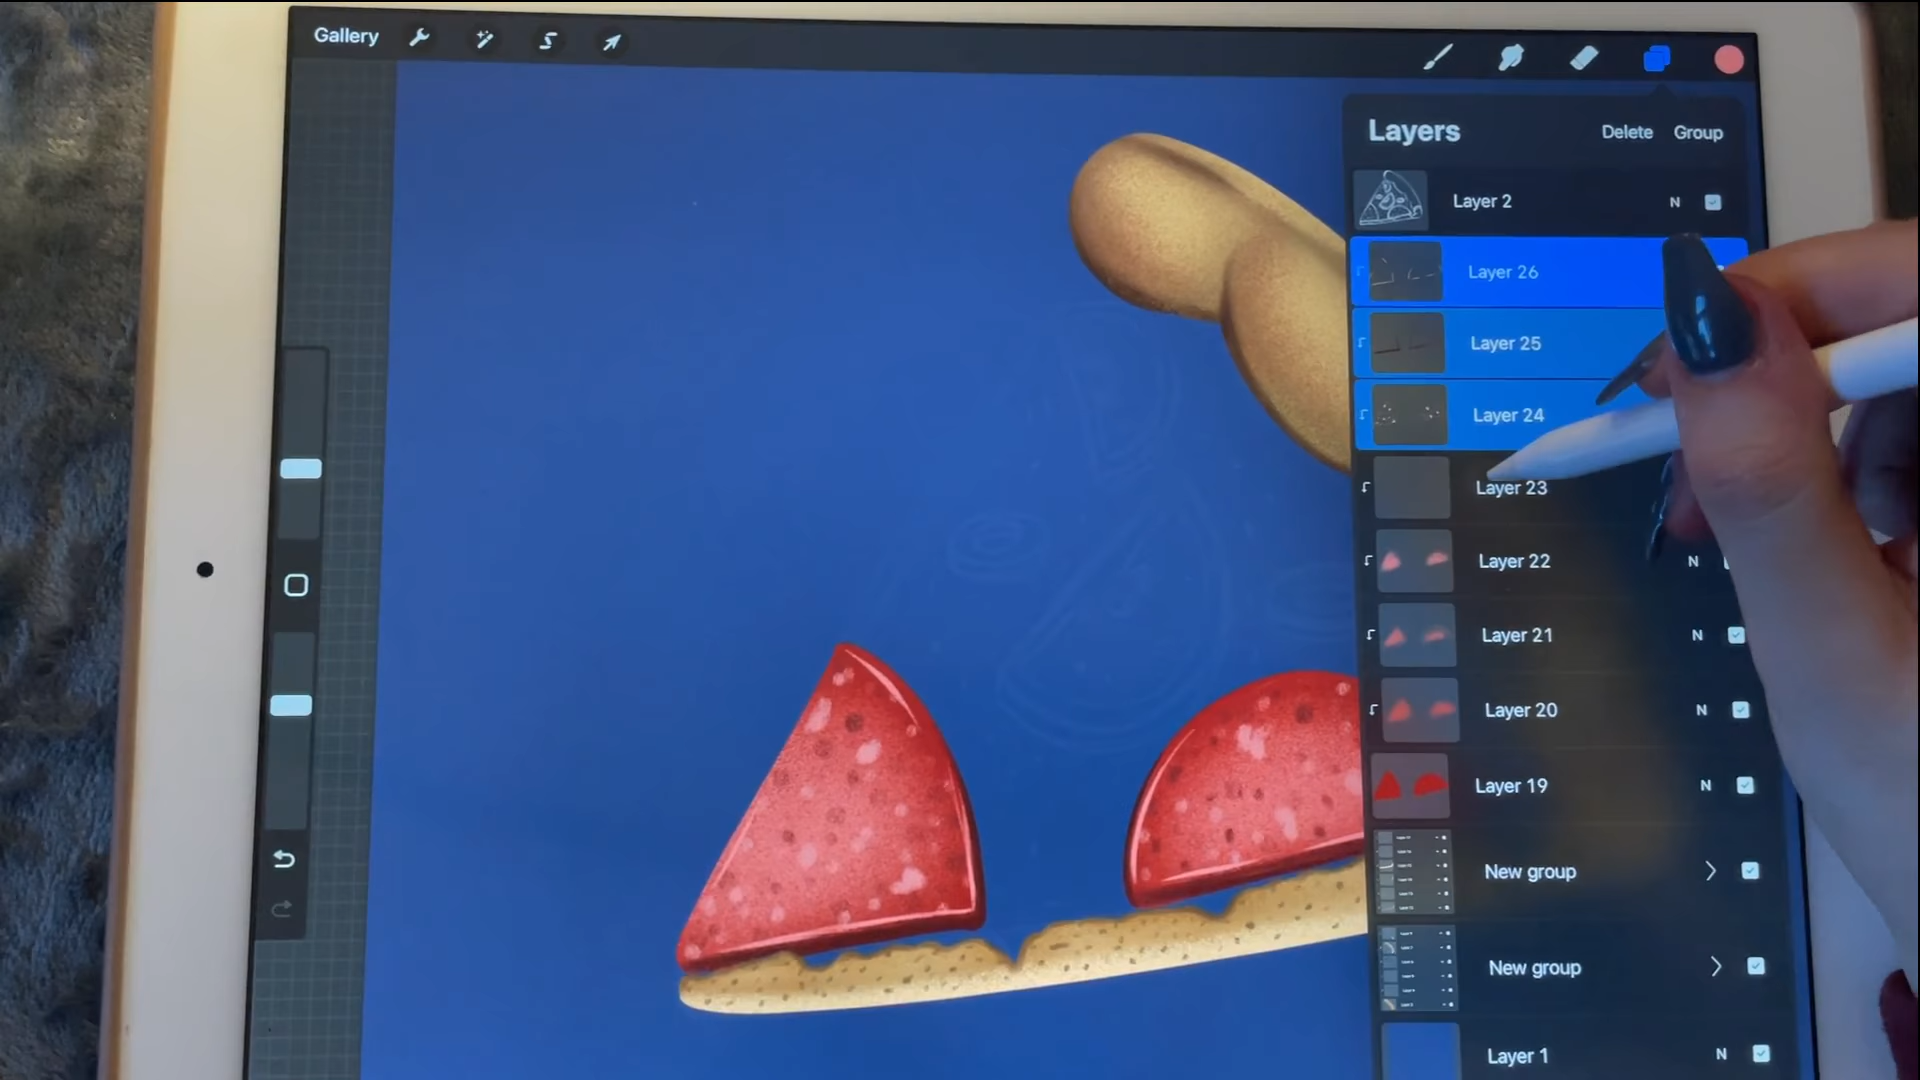 Gallery
Layers Delete Group
Layer 2 N
Layer 26
Layer 25
Layer 24
Layer 23
Layer 22 N
Layer 21 N
Layer 20 N
Layer 19 N
New group
New group
Layer 1 N